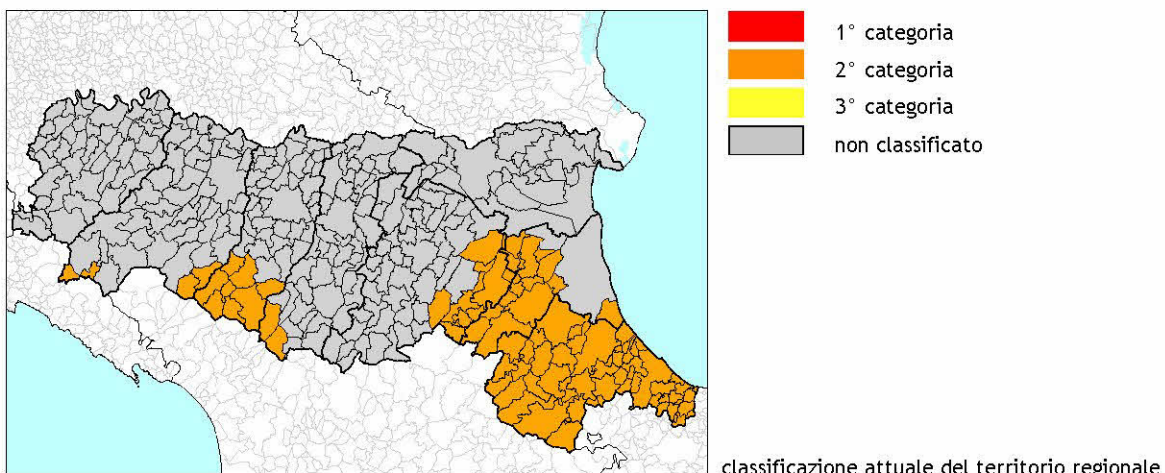 1° categoria
2° categoria
3° categoria
non classificato
classificazione attuale del territorio regionale